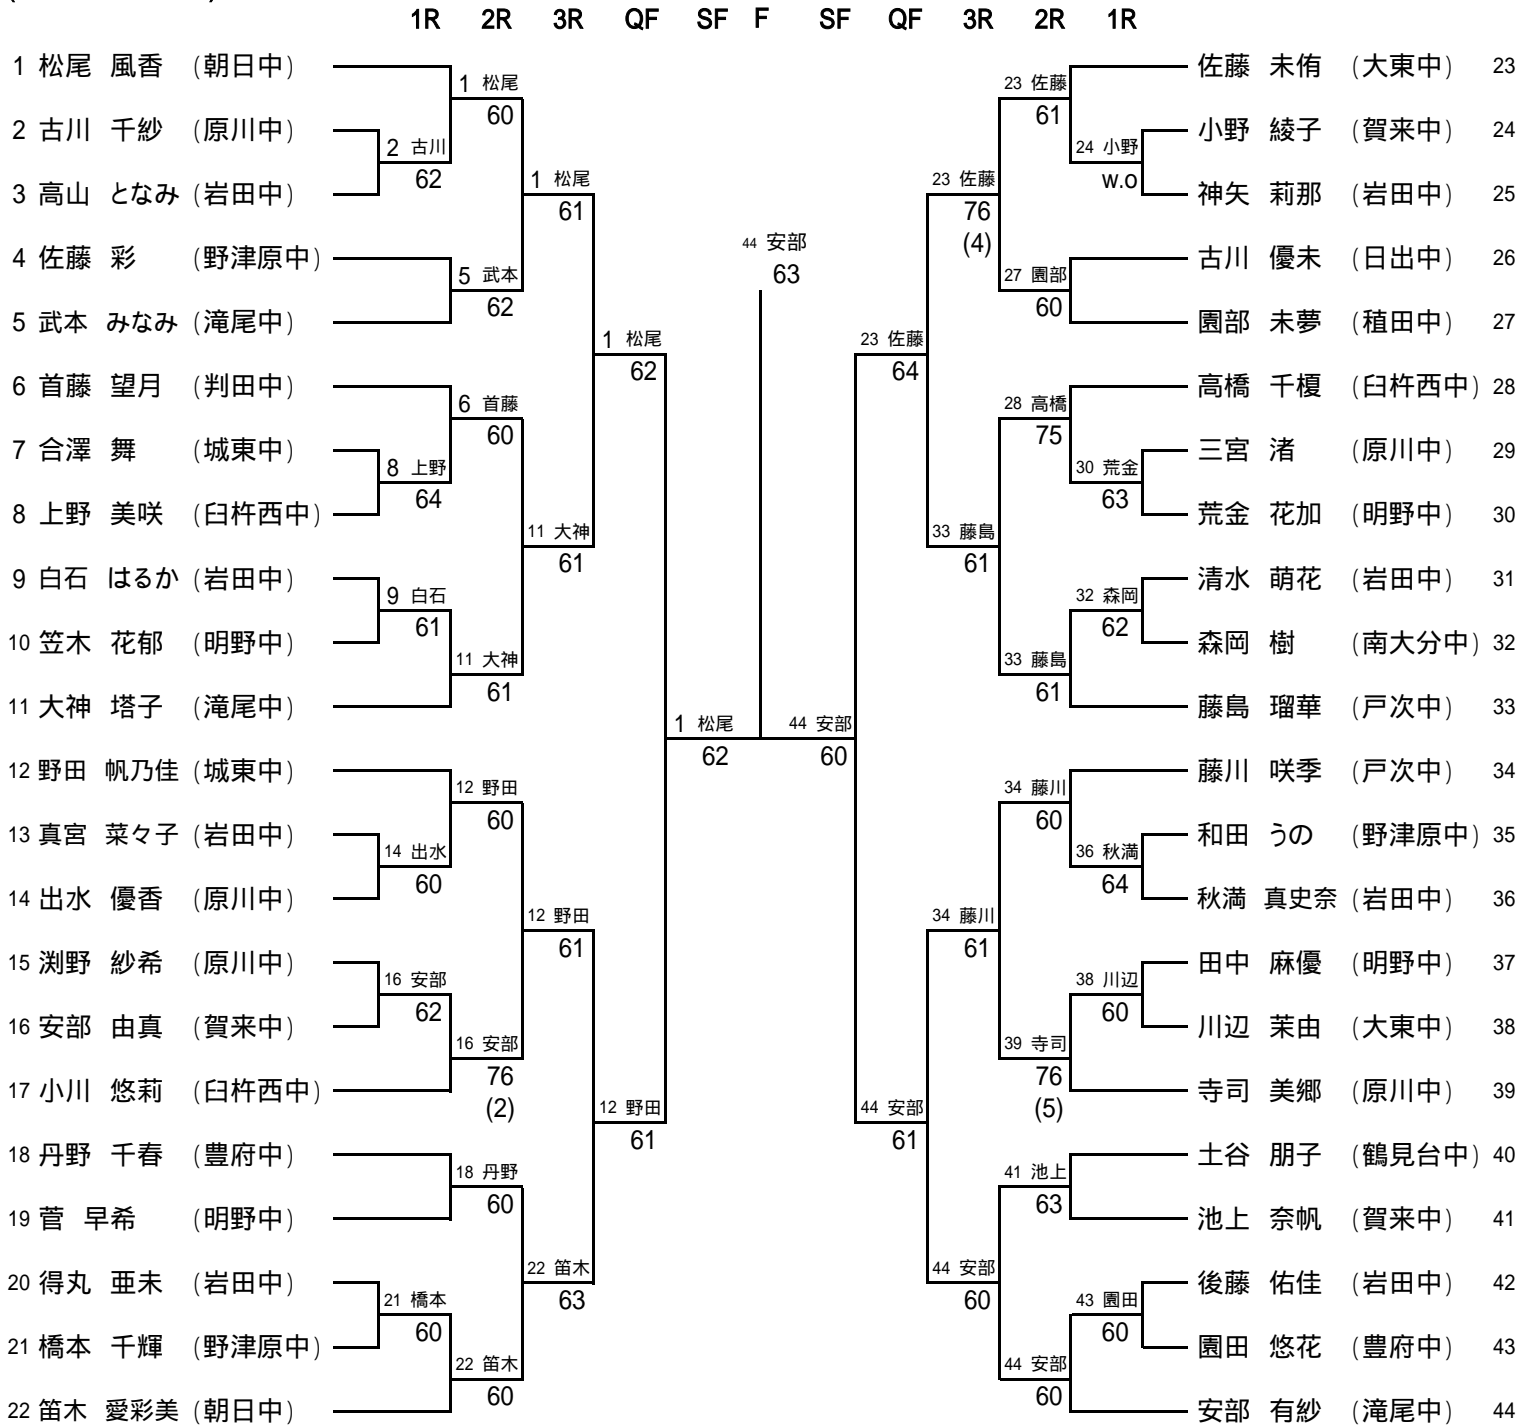 1R 2R 3R QF SF F SF QF 3R 2R 1R
1 松尾 風香 (朝日中) 佐藤 未侑 (大東中) 23
1 松尾 23 佐藤
60 61
2 古川 千紗 (原川中) 小野 綾子 (賀来中) 24
2 古川 24 小野
62 w.o
1 松尾 23 佐藤
3 高山 となみ (岩田中) 神矢 莉那 (岩田中) 25
61 76
44 安部 (4)
4 佐藤 彩 (野津原中) 古川 優未 (日出中) 26
5 武本 63 27 園部
62 60
5 武本 みなみ (滝尾中) 園部 未夢 (稙田中) 27
1 松尾 23 佐藤
62 64
6 首藤 望月 (判田中) 高橋 千榎 (臼杵西中) 28
6 首藤 28 高橋
60 75
7 合澤 舞 (城東中) 三宮 渚 (原川中) 29
8 上野 30 荒金
64 63
8 上野 美咲 (臼杵西中) 荒金 花加 (明野中) 30
11 大神 33 藤島
61 61
9 白石 はるか (岩田中) 清水 萌花 (岩田中) 31
9 白石 32 森岡
61 62
10 笠木 花郁 (明野中) 森岡 樹 (南大分中) 32
11 大神 33 藤島
61 61
11 大神 塔子 (滝尾中) 藤島 瑠華 (戸次中) 33
1 松尾 44 安部
62 60
12 野田 帆乃佳 (城東中) 藤川 咲季 (戸次中) 34
12 野田 34 藤川
60 60
13 真宮 菜々子 (岩田中) 和田 うの (野津原中) 35
14 出水 36 秋満
60 64
14 出水 優香 (原川中) 秋満 真史奈 (岩田中) 36
12 野田 34 藤川
61 61
15 渕野 紗希 (原川中) 田中 麻優 (明野中) 37
16 安部 38 川辺
62 60
16 安部 由真 (賀来中) 川辺 茉由 (大東中) 38
16 安部 39 寺司
76 76
17 小川 悠莉 (臼杵西中) 寺司 美郷 (原川中) 39
(2) 12 野田 44 安部 (5)
61 61
18 丹野 千春 (豊府中) 土谷 朋子 (鶴見台中) 40
18 丹野 41 池上
60 63
19 菅 早希 (明野中) 池上 奈帆 (賀来中) 41
22 笛木 44 安部
20 得丸 亜未 (岩田中) 後藤 佑佳 (岩田中) 42
63 60
21 橋本 43 園田
60 60
21 橋本 千輝 (野津原中) 園田 悠花 (豊府中) 43
22 笛木 44 安部
60 60
22 笛木 愛彩美 (朝日中) 安部 有紗 (滝尾中) 44